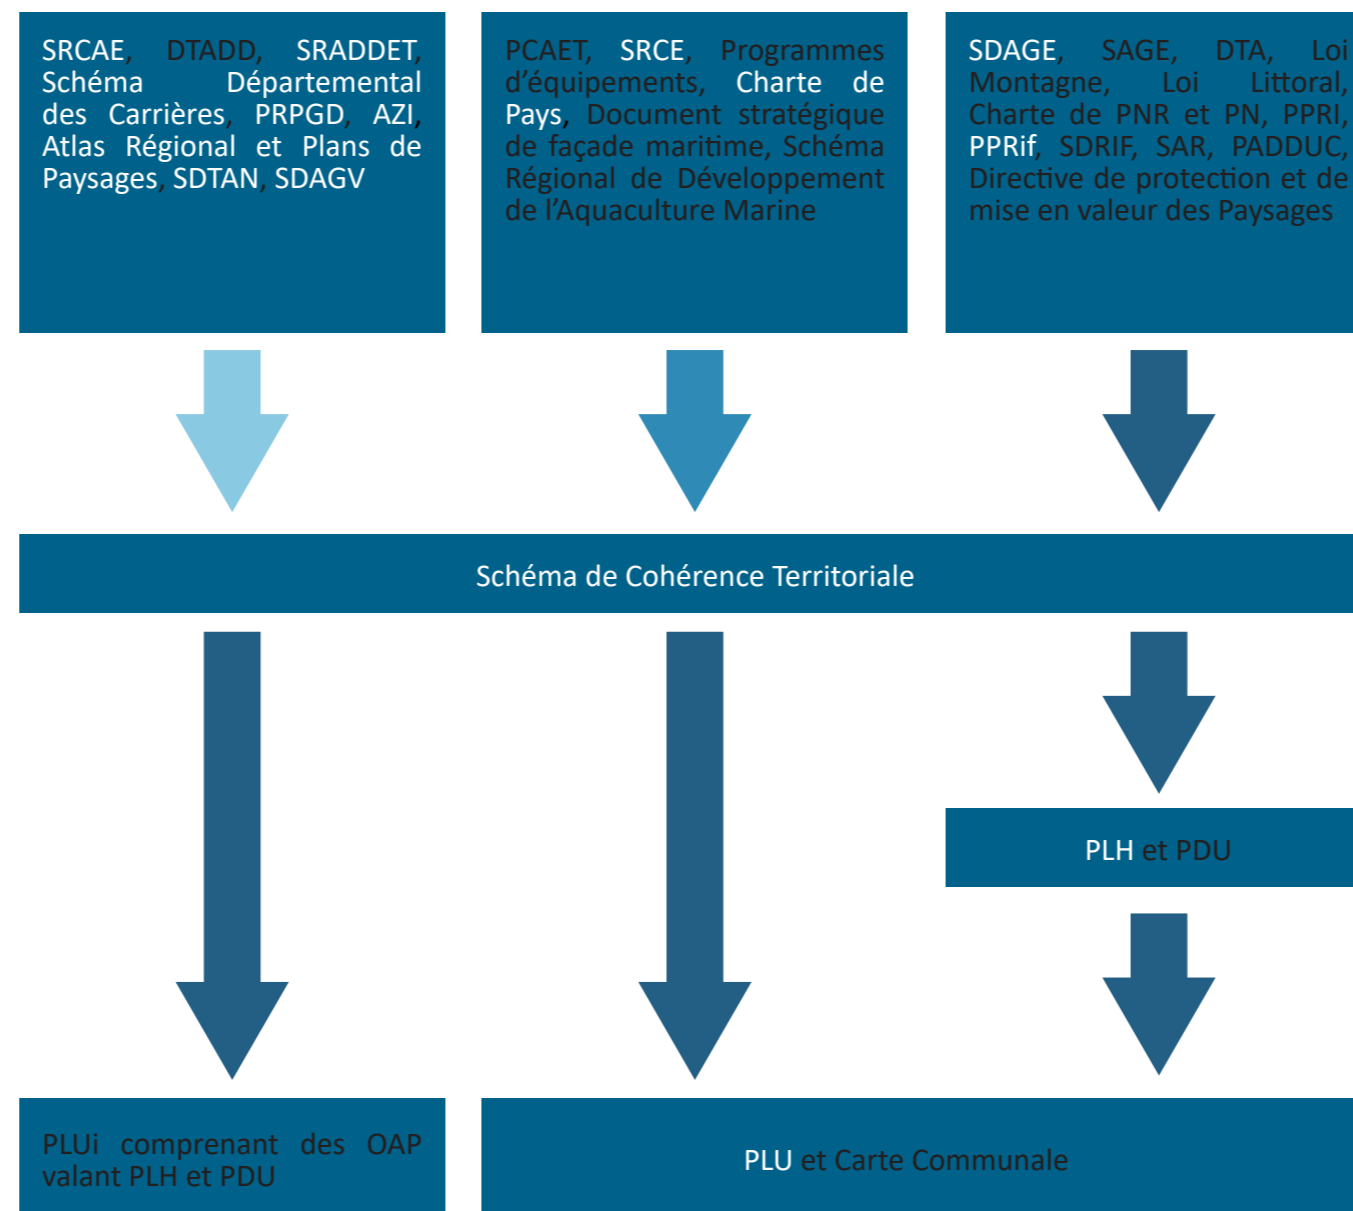 SRCAE, DTADD, SRADDET,
Schéma Départemental
des Carrières, PRPGD, AZI,
Atlas Régional et Plans de
Paysages, SDTAN, SDAGV
PCAET, SRCE, Programmes
d'équipements, Charte de
Pays, Document stratégique
de façade maritime, Schéma
Régional de Développement
de l'Aquaculture Marine
SDAGE, SAGE, DTA, Loi
Montagne, Loi Littoral,
Charte de PNR et PN, PPRI,
PPRif, SDRIF, SAR, PADDUC,
Directive de protection et de
mise en valeur des Paysages
Schéma de Cohérence Territoriale
PLH et PDU
PLUi comprenant des OAP
valant PLH et PDU
PLU et Carte Communale